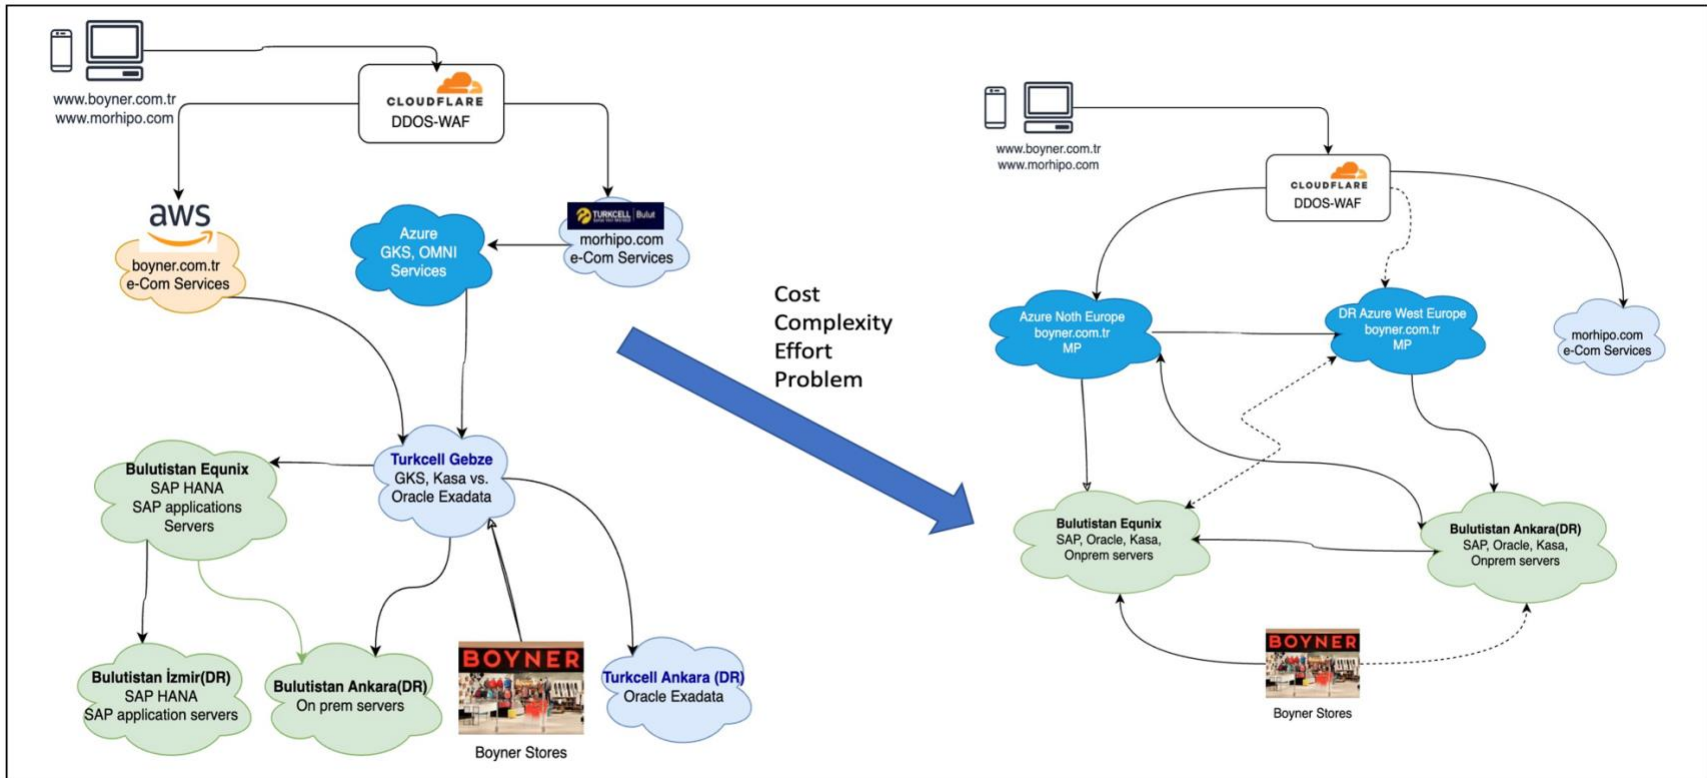 www.boyner.com.tr
www.morhipo.com
CLOUDFLARE
DDOS-WAF
aws
boyner.com.tr
e-Com Services
Azure
GKS, OMNI
Services
TURKCELL Bulut
morhipo.com
e-Com Services
Turkcell Gebze
GKS, Kasa vs.
Oracle Exadata
Bulutistan Equnix
SAP HANA
SAP applications
Servers
Bulutistan İzmir(DR)
SAP HANA
SAP application servers
Bulutistan Ankara(DR)
On prem servers
BOYNER
Boyner Stores
Turkcell Ankara (DR)
Oracle Exadata
Cost
Complexity
Effort
Problem
www.boyner.com.tr
www.morhipo.com
CLOUDFLARE
DDOS-WAF
Azure Noth Europe
boyner.com.tr
MP
DR Azure West Europe
boyner.com.tr
MP
morhipo.com
e-Com Services
Bulutistan Equnix
SAP, Oracle, Kasa,
Onprem servers
Bulutistan Ankara(DR)
SAP, Oracle, Kasa,
Onprem servers
BOYNER
Boyner Stores